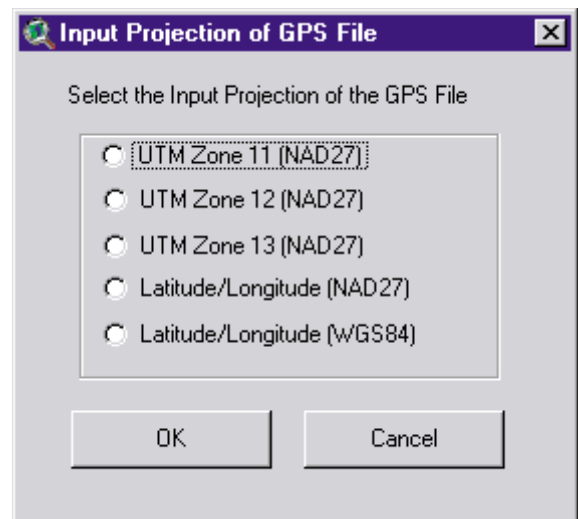 Input Projection of GPS File
Select the Input Projection of the GPS File
UTM Zone 11 (NAD27)
UTM Zone 12 (NAD27)
UTM Zone 13 (NAD27)
Latitude/Longitude (NAD27)
Latitude/Longitude (WGS84)
OK
Cancel